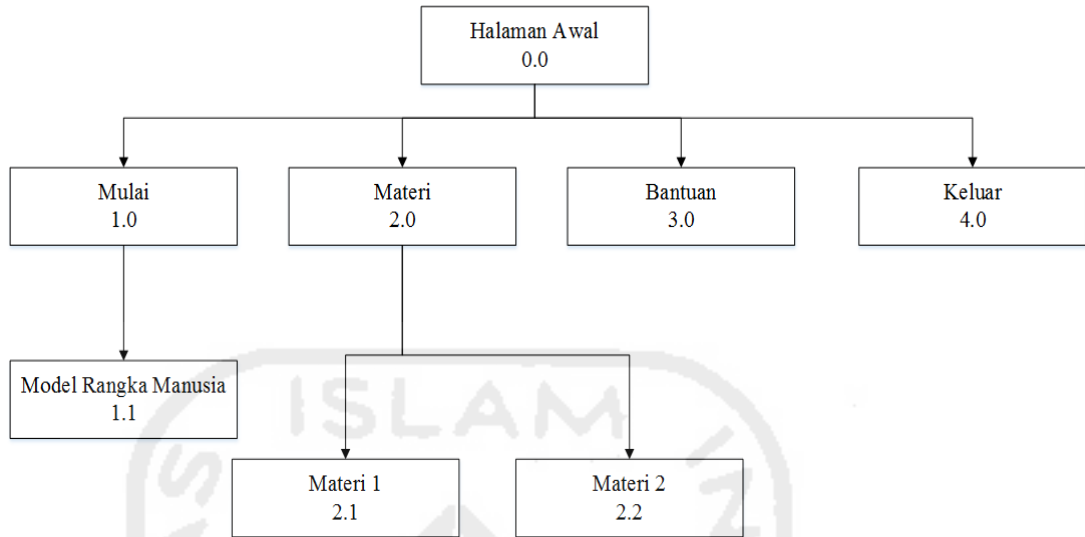 Halaman Awal
0.0
Mulai
1.0
Materi
2.0
Bantuan
3.0
Keluar
4.0
Model Rangka Manusia
1.1
ISLAM IN
S
Materi 1
2.1
Materi 2
2.2